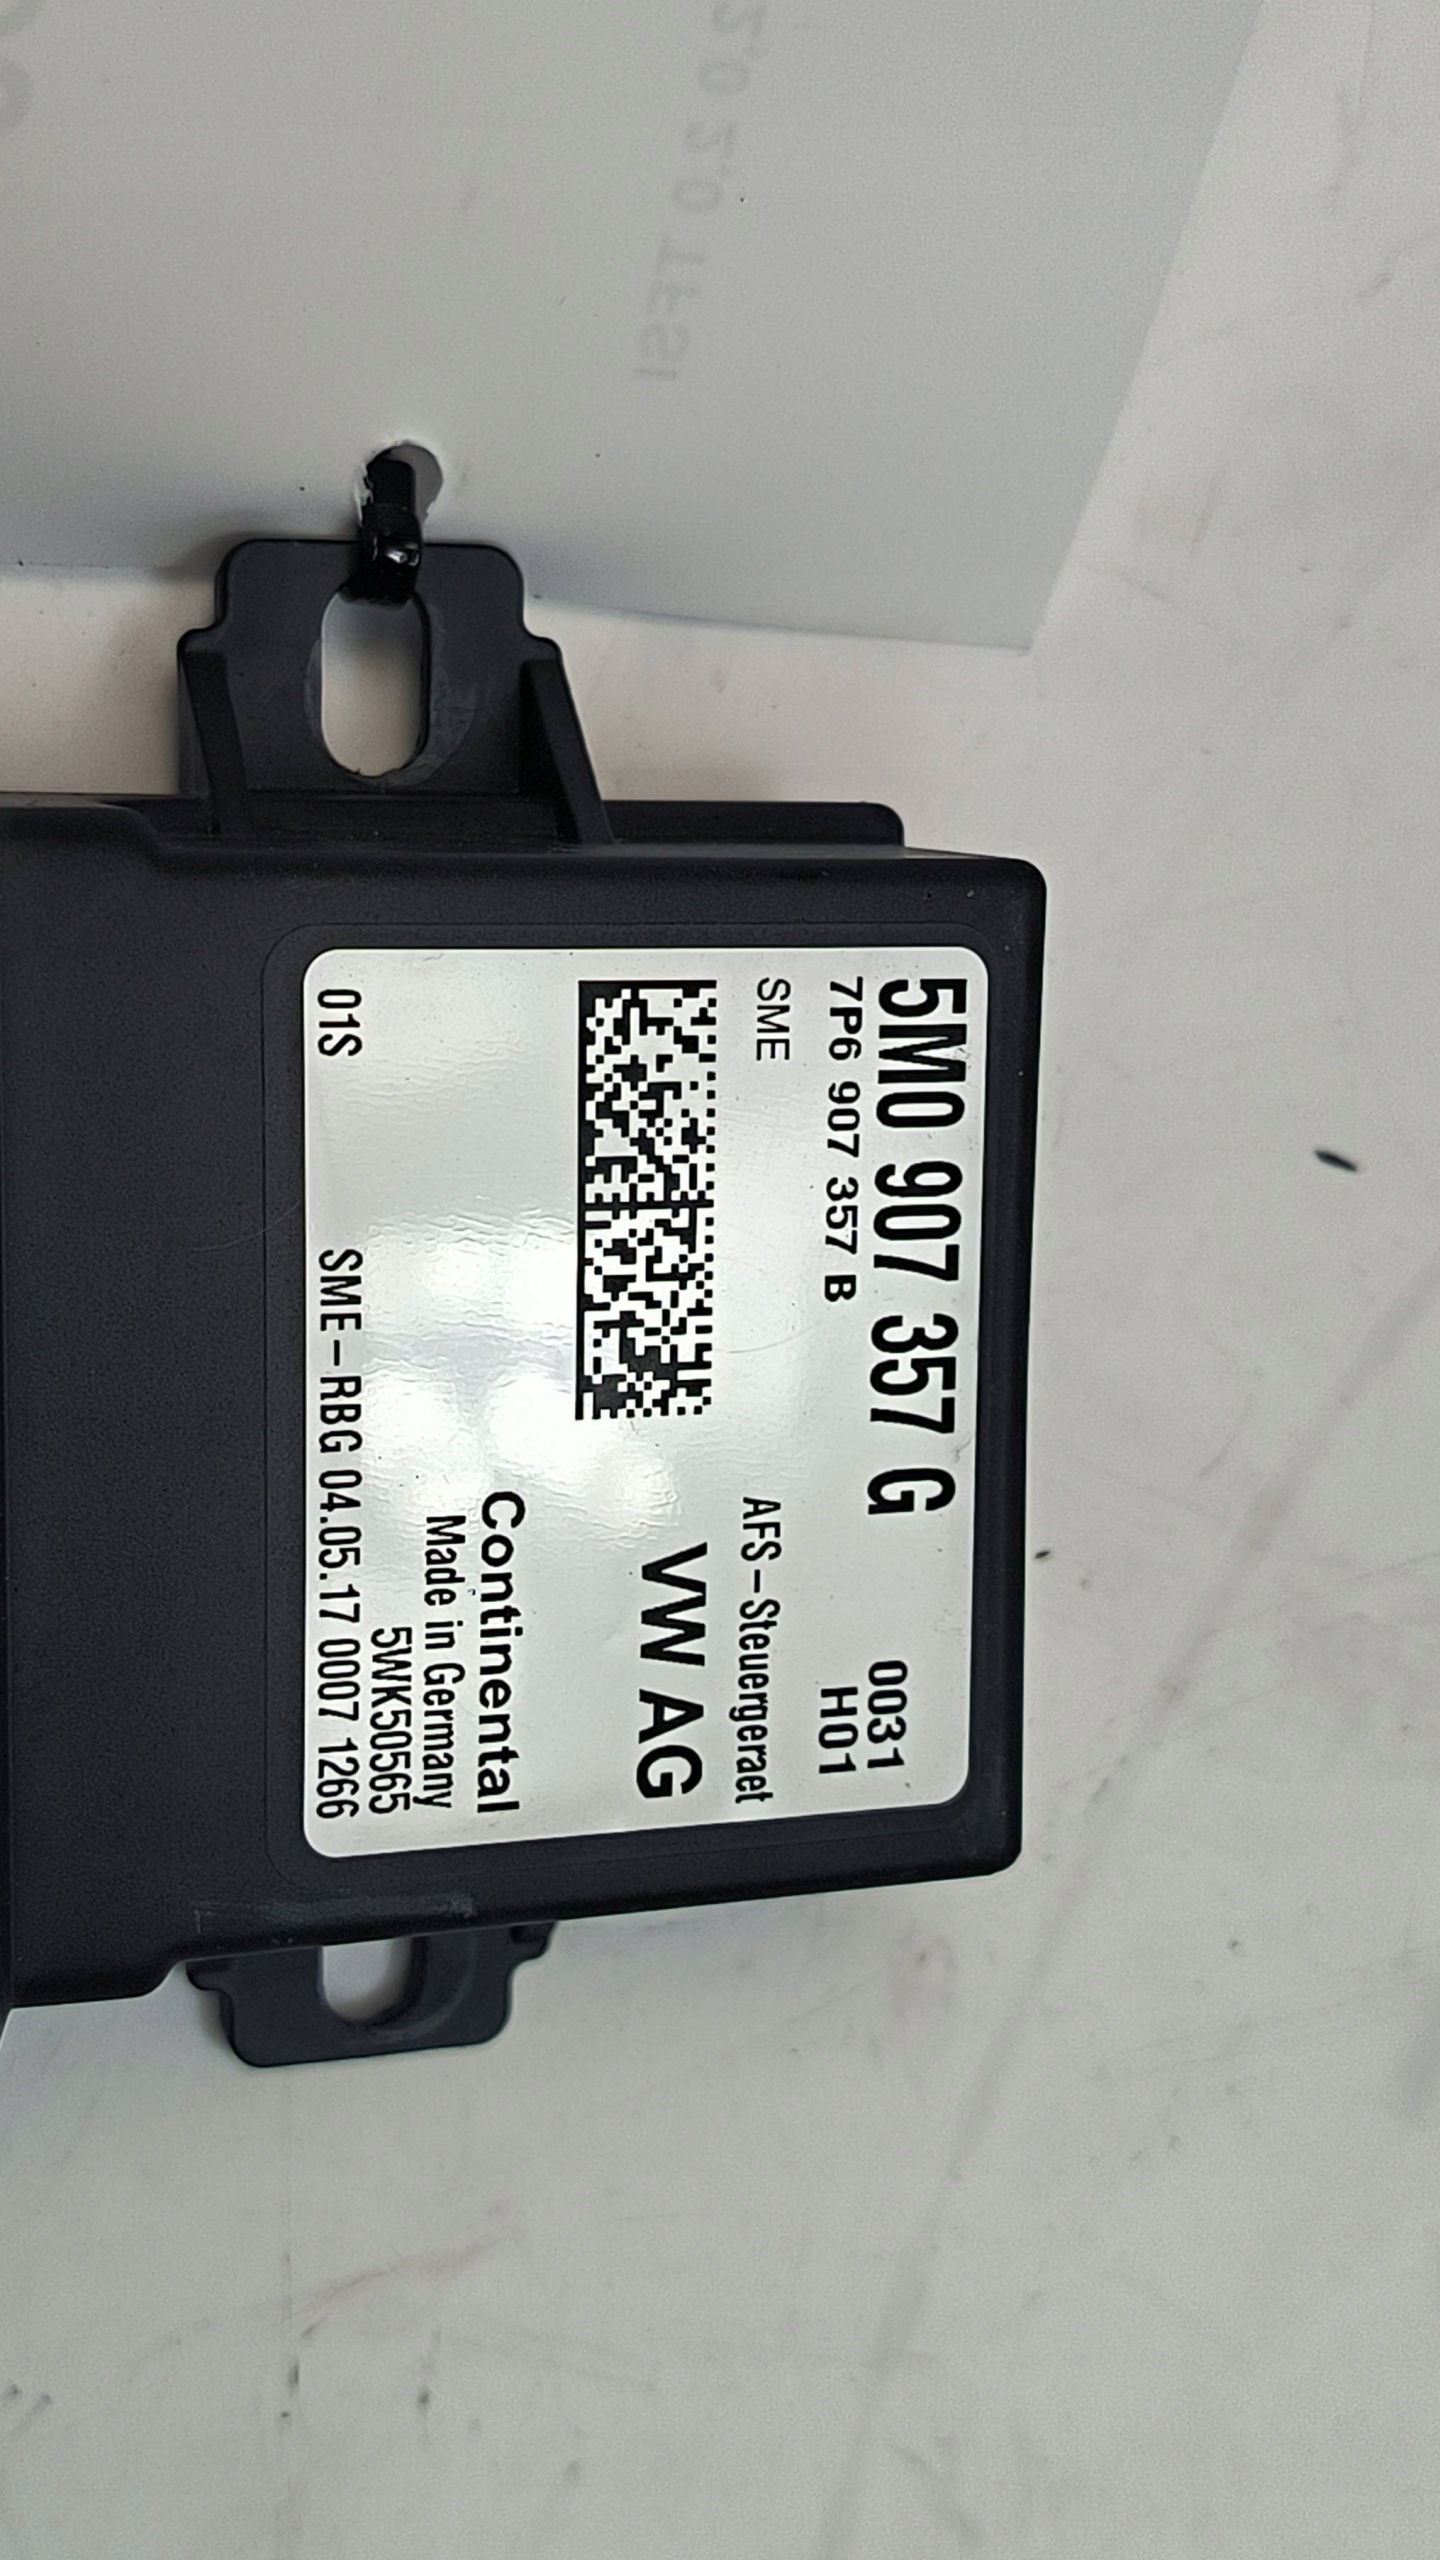 5M0 907 357 G
0031
7P6 907 357 B
H01
SME
AFS-Steuergeraet
VW AG
Continental
Made in Germany
5WK50565
01S
SME-RBG 04.05.17 0007 1266